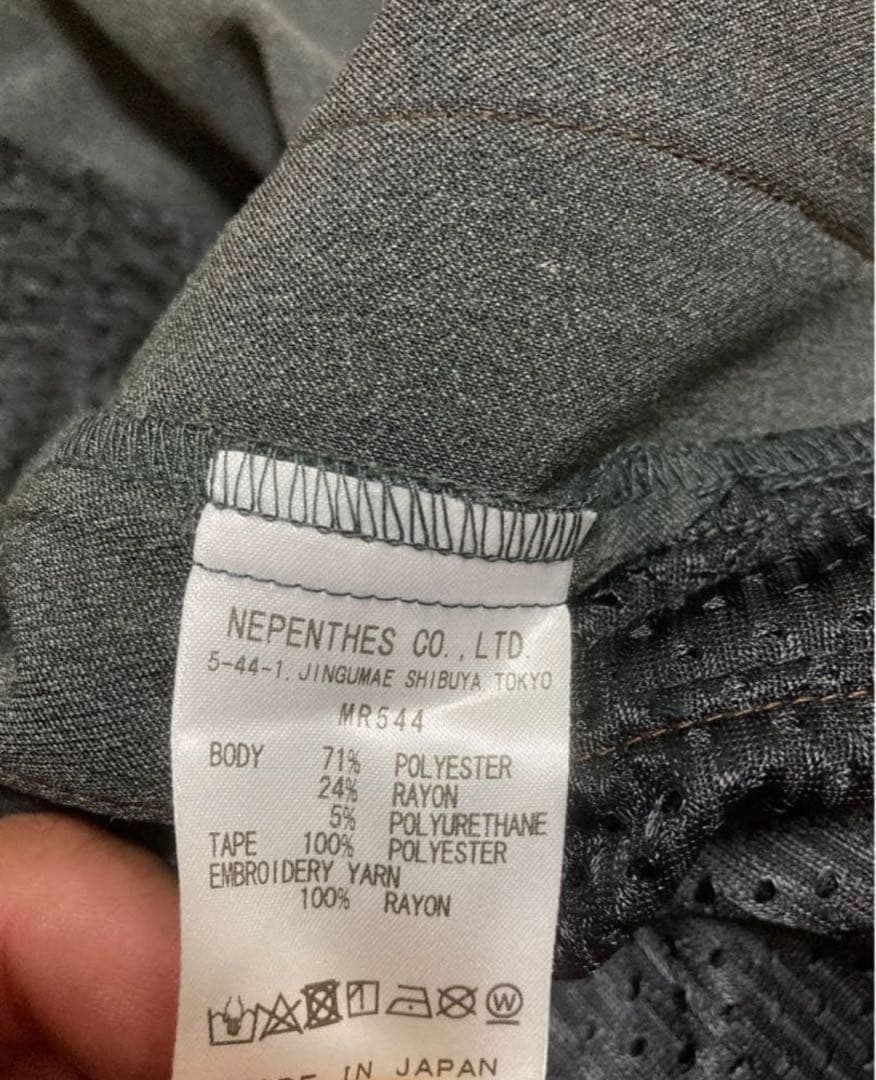 NEPENTHES CO.,LTD.
5-44-1, JINGUMAE SHIBUYA TOKYO
MR544
BODY 71% POLYESTER
24% RAYON
5% POLYURETHANE
TAPE 100% POLYESTER
EMBROIDERY YARN
100% RAYON
W
IN JAPAN